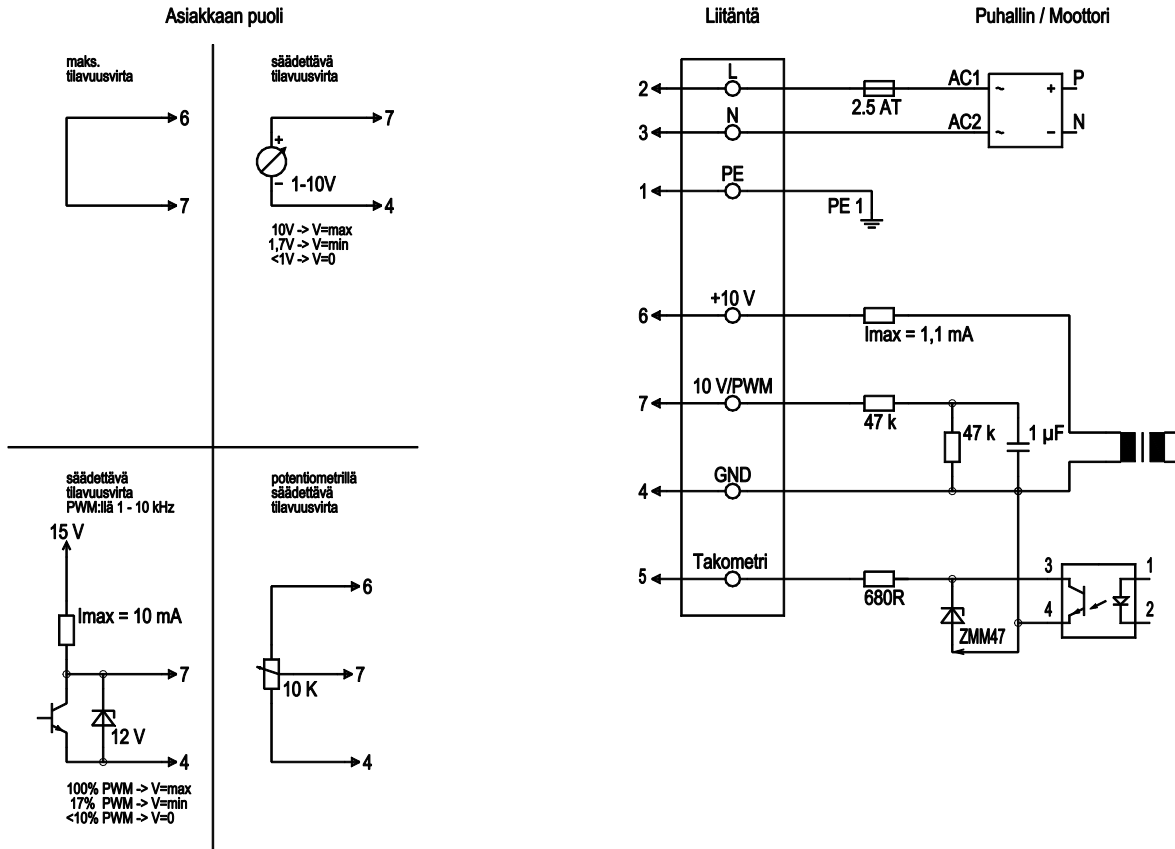 Asiakkaan puoli
Liitäntä
Puhallin / Moottori
maks.
tilavuusvirta
6
7
säädettävä
tilavuusvirta
7
+
−
1-10V
4
10V -> V=max
1,7V -> V=min
<1V -> V=0
säädettävä
tilavuusvirta
PWM:llä 1 - 10 kHz
15 V
Imax = 10 mA
7
12 V
4
100% PWM -> V=max
17% PWM -> V=min
<10% PWM -> V=0
potentiometrillä
säädettävä
tilavuusvirta
6
7
10 K
4
2
L
2.5 AT
AC1
~
+
P
3
N
AC2
~
−
N
1
PE
PE 1
6
+10 V
Imax = 1,1 mA
7
10 V/PWM
47 k
47 k
1 µF
4
GND
5
Takometri
680R
ZMM47
3
4
1
2